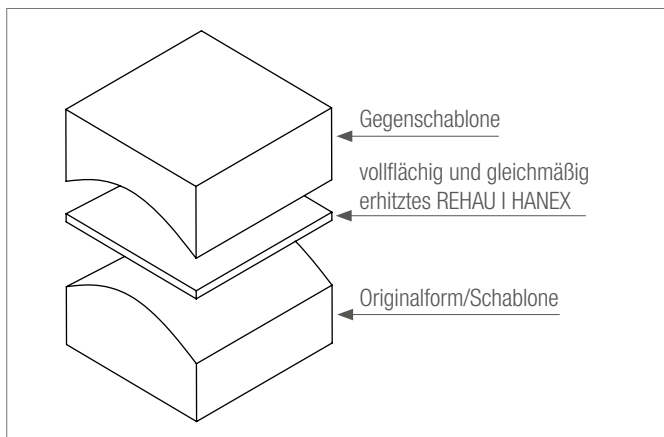 Gegenschablone
vollflächig und gleichmäßig
erhitztes REHAU I HANEX
Originalform/Schablone